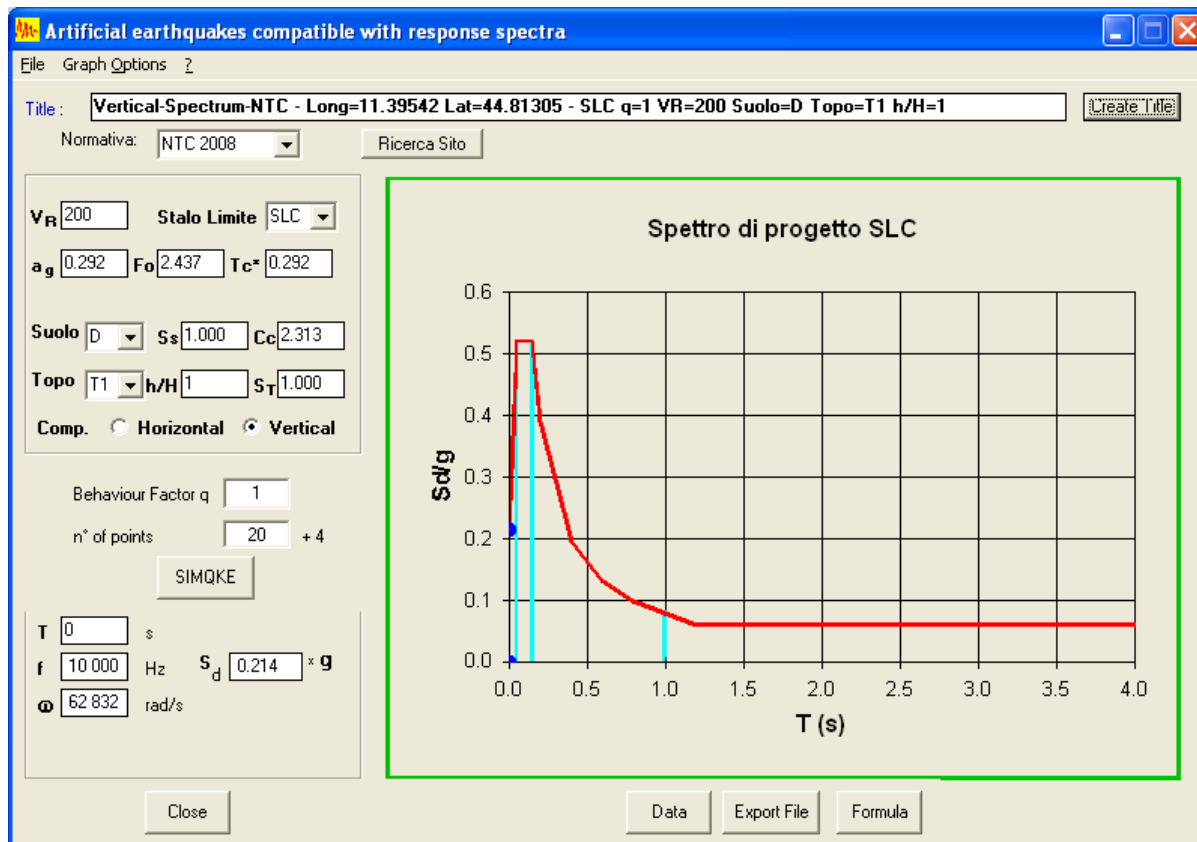 Artificial earthquakes compatible with response spectra
File Graph Options ?
Title : Vertical-Spectrum-NTC - Long=11.39542 Lat=44.81305 - SLC q=1 VR=200 Suolo=D Topo=T1 h/H=1 Create Title
Normativa: NTC 2008 Ricerca Sito
VR 200 Stalo Limite SLC
ag 0.292 Fo 2.437 Tc* 0.292
Suolo D Ss 1.000 Cc 2.313
Topo T1 h/H 1 ST 1.000
Comp. Horizontal Vertical
Behaviour Factor q 1
n° of points 20 + 4
SIMQKE
T 0 s
f 10 000 Hz Sd 0.214 × g
ω 62 832 rad/s
Spettro di progetto SLC
Sd/g
0.6
0.5
0.4
0.3
0.2
0.1
0.0
0.0 0.5 1.0 1.5 2.0 2.5 3.0 3.5 4.0
T (s)
Close Data Export File Formula